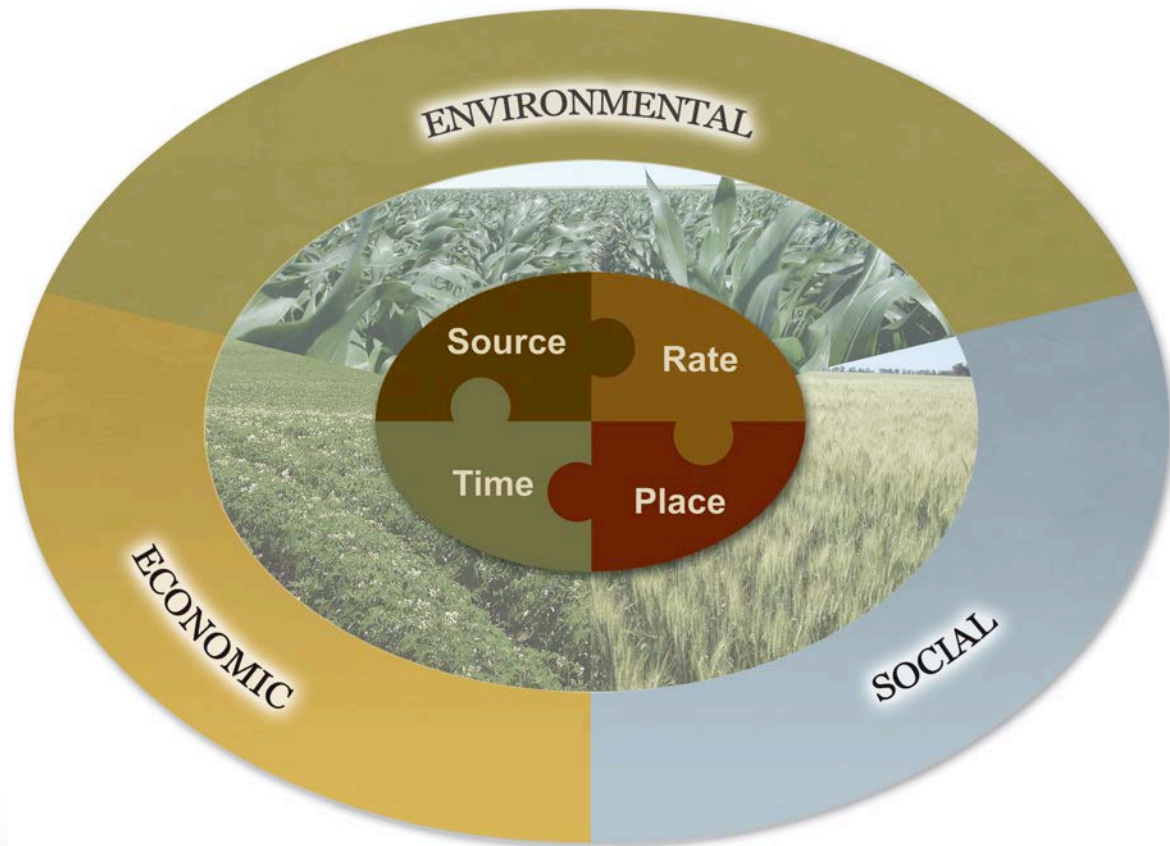 ENVIRONMENTAL
Source
Rate
Time
Place
ECONOMIC
SOCIAL